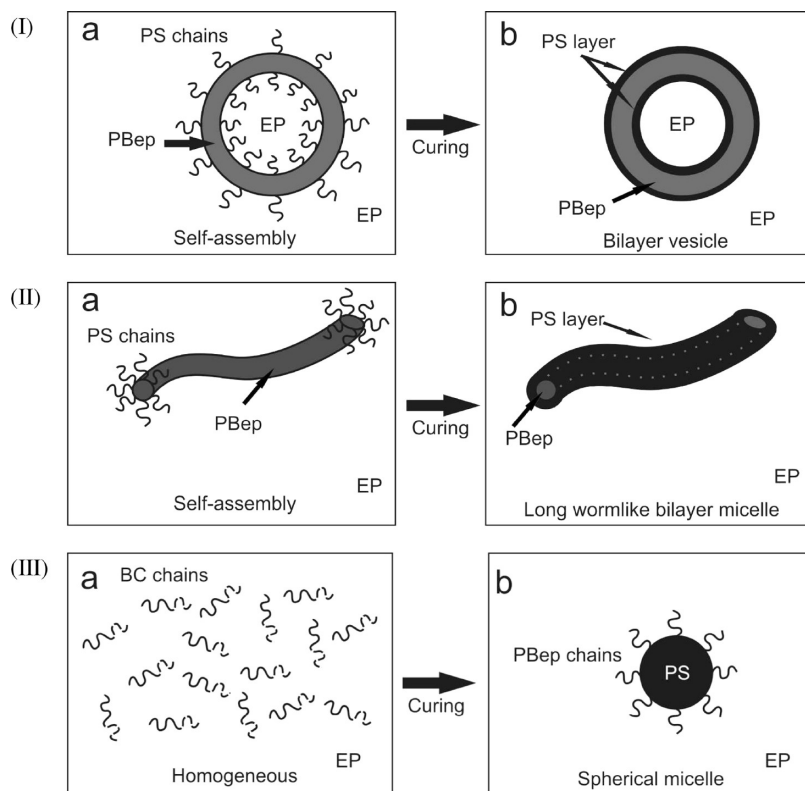 (I)
a
PS chains
EP
PBep
EP
Self-assembly
Curing
b
PS layer
EP
PBep
EP
Bilayer vesicle
(II)
a
PS chains
PBep
EP
Self-assembly
Curing
b
PS layer
PBep
EP
Long wormlike bilayer micelle
(III)
a
BC chains
EP
Homogeneous
Curing
b
PBep chains
PS
EP
Spherical micelle